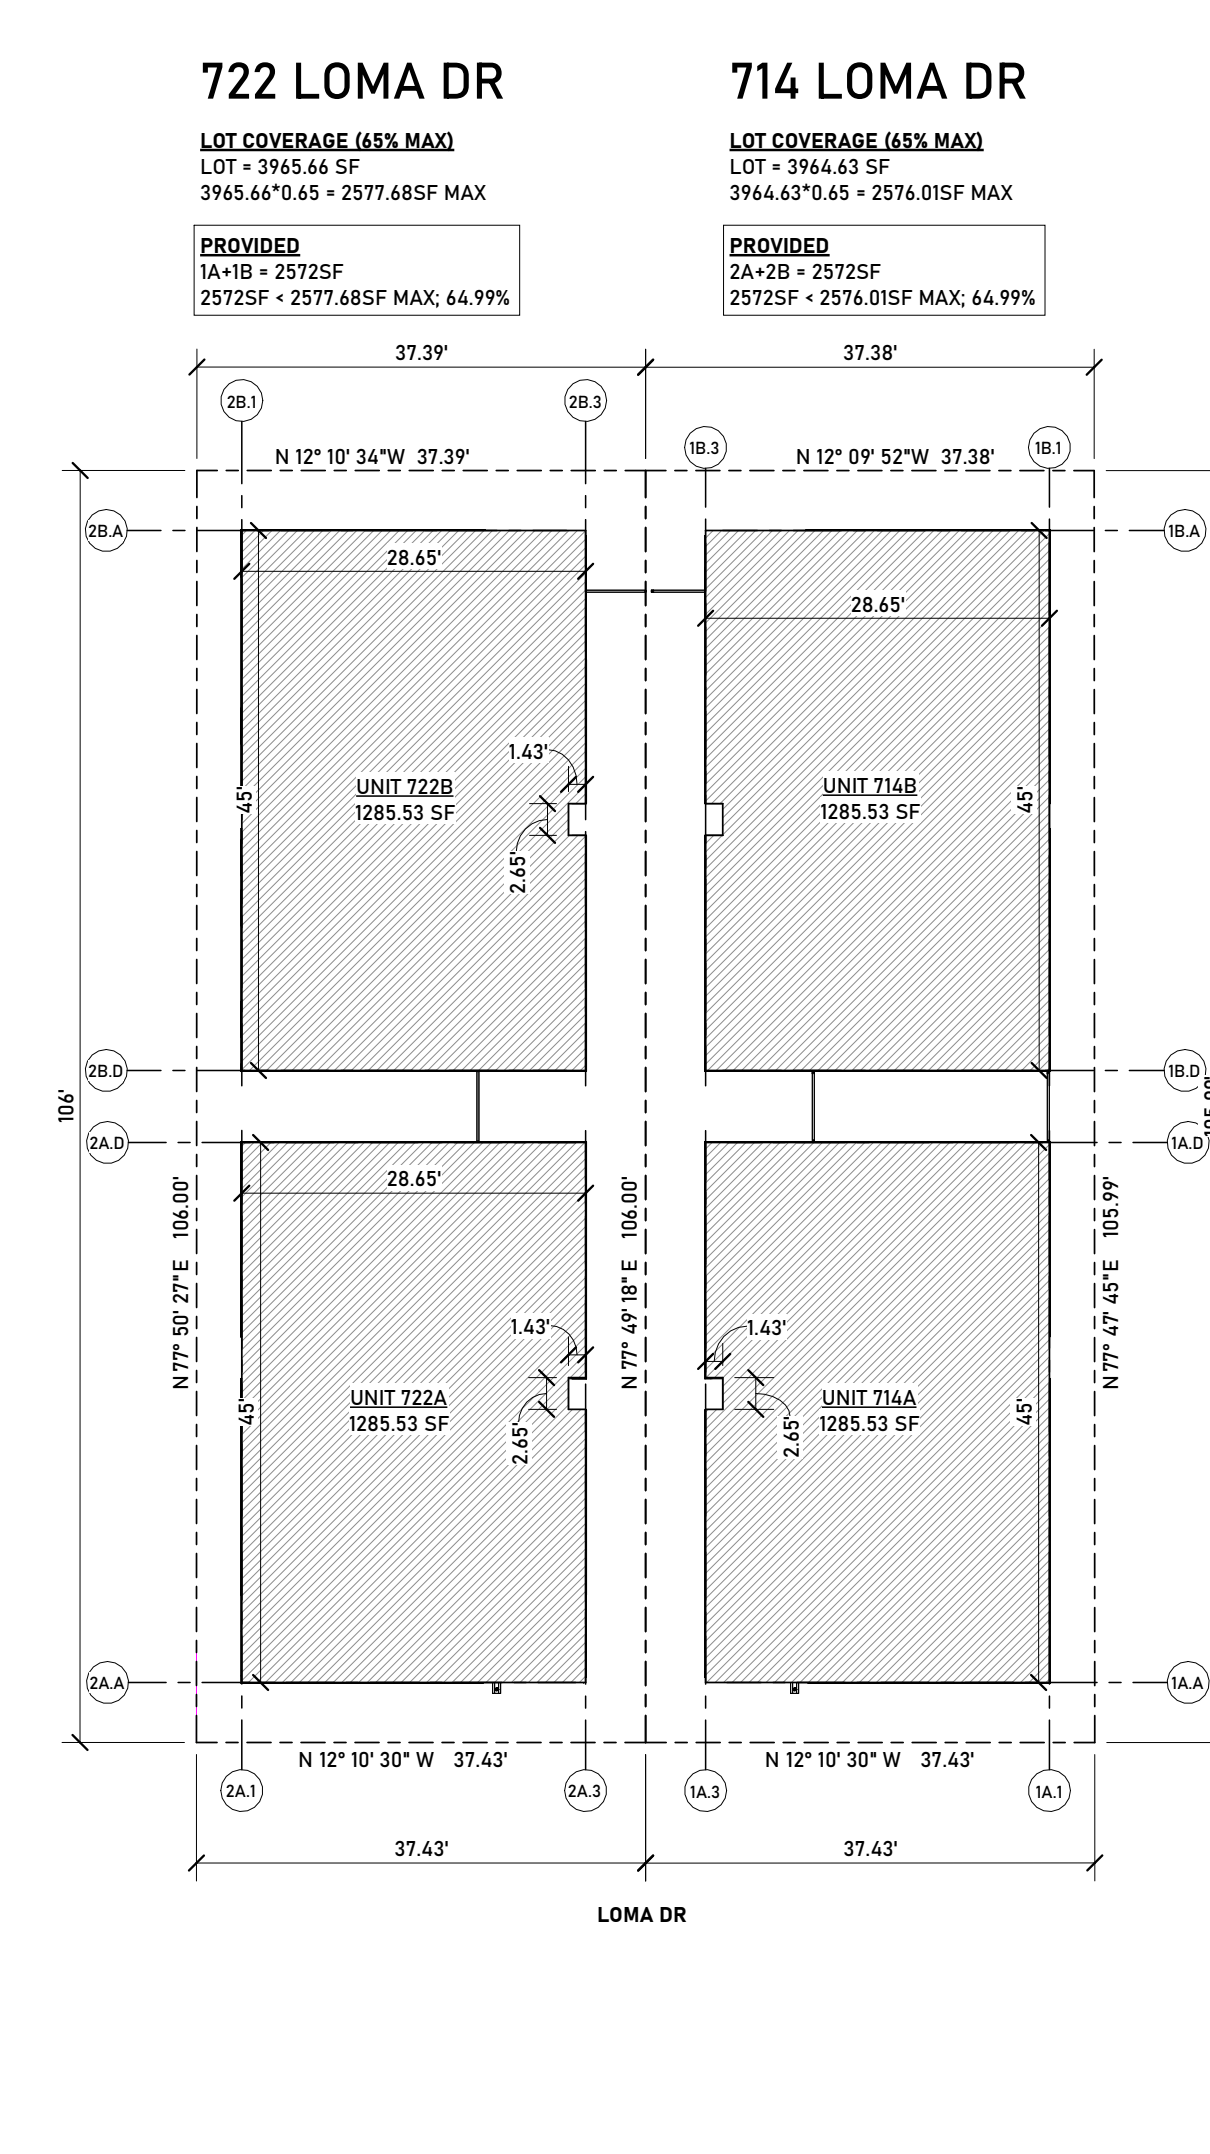 722 LOMA DR
LOT COVERAGE (65% MAX)
LOT = 3965.66 SF
3965.66*0.65 = 2577.68SF MAX
PROVIDED
1A+1B = 2572SF
2572SF < 2577.68SF MAX; 64.99%
714 LOMA DR
LOT COVERAGE (65% MAX)
LOT = 3964.63 SF
3964.63*0.65 = 2576.01SF MAX
PROVIDED
2A+2B = 2572SF
2572SF < 2576.01SF MAX; 64.99%
37.39'
37.38'
2B.1
2B.3
1B.3
1B.1
N 12° 10' 34"W 37.39'
N 12° 09' 52"W 37.38'
2B.A
1B.A
28.65'
28.65'
1.43'
UNIT 722B
1285.53 SF
45'
2.65'
UNIT 714B
1285.53 SF
45'
2B.D
1B.D
106'
2A.D
1A.D
28.65'
N 77° 50' 27"E 106.00'
N 77° 49' 18" E 106.00'
N 77° 47' 45"E 105.99'
1.43'
1.43'
UNIT 722A
1285.53 SF
45'
2.65'
2.65'
UNIT 714A
1285.53 SF
45'
2A.A
1A.A
N 12° 10' 30" W 37.43'
N 12° 10' 30" W 37.43'
2A.1
2A.3
1A.3
1A.1
37.43'
37.43'
LOMA DR